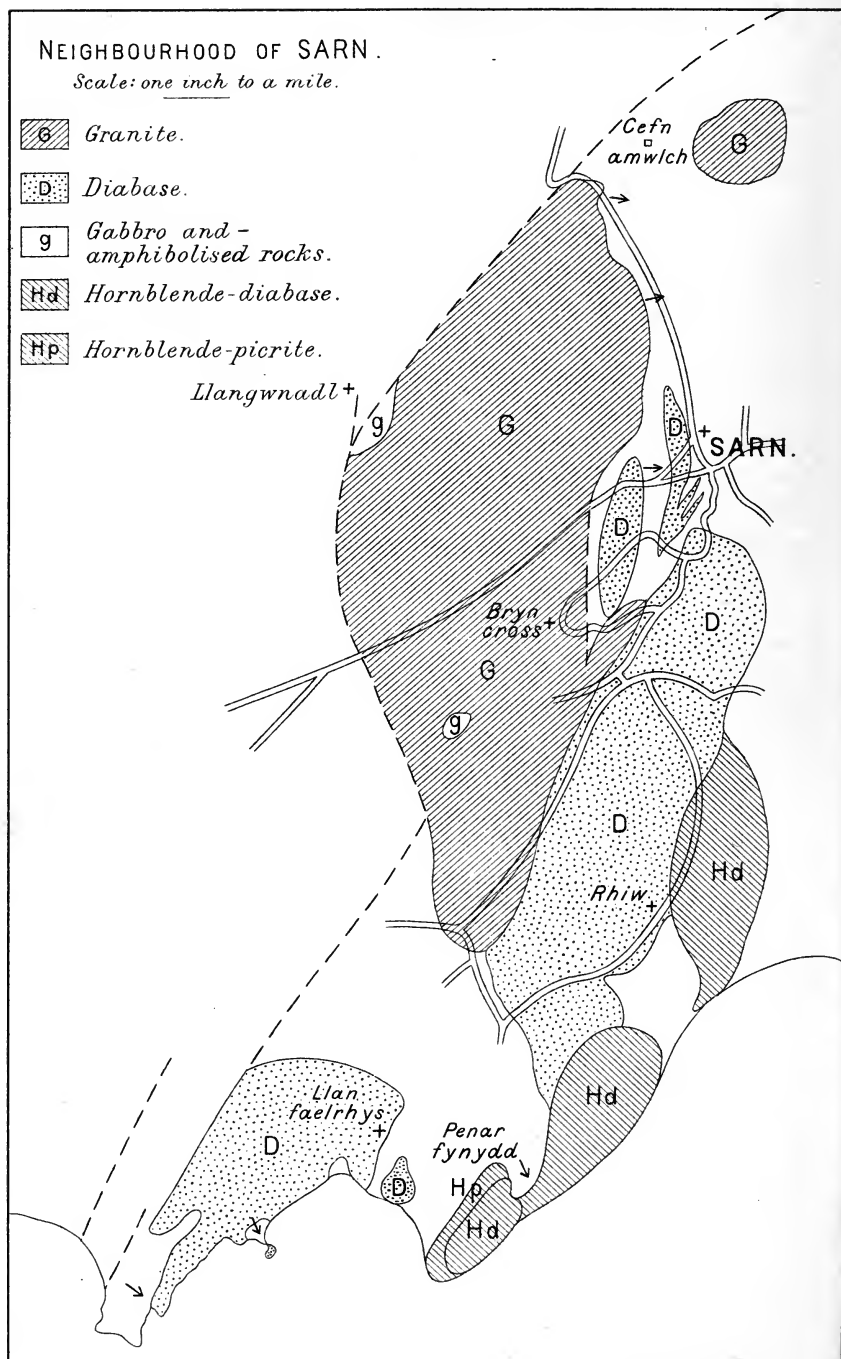 NEIGHBOURHOOD OF SARN.
Scale: one inch to a mile.
G Granite.
D Diabase.
g Gabbro and-
amphibolised rocks.
Hd Hornblende-diabase.
Hp Hornblende-picrite.
Cefn
amwlch
G
Llangwnadl
g
G
D
SARN.
D
Bryn
cross
D
G
g
D
Hd
Rhiw
Hd
Llan
faelrhys
D
Penar
fynydd
D
Hp
Hd